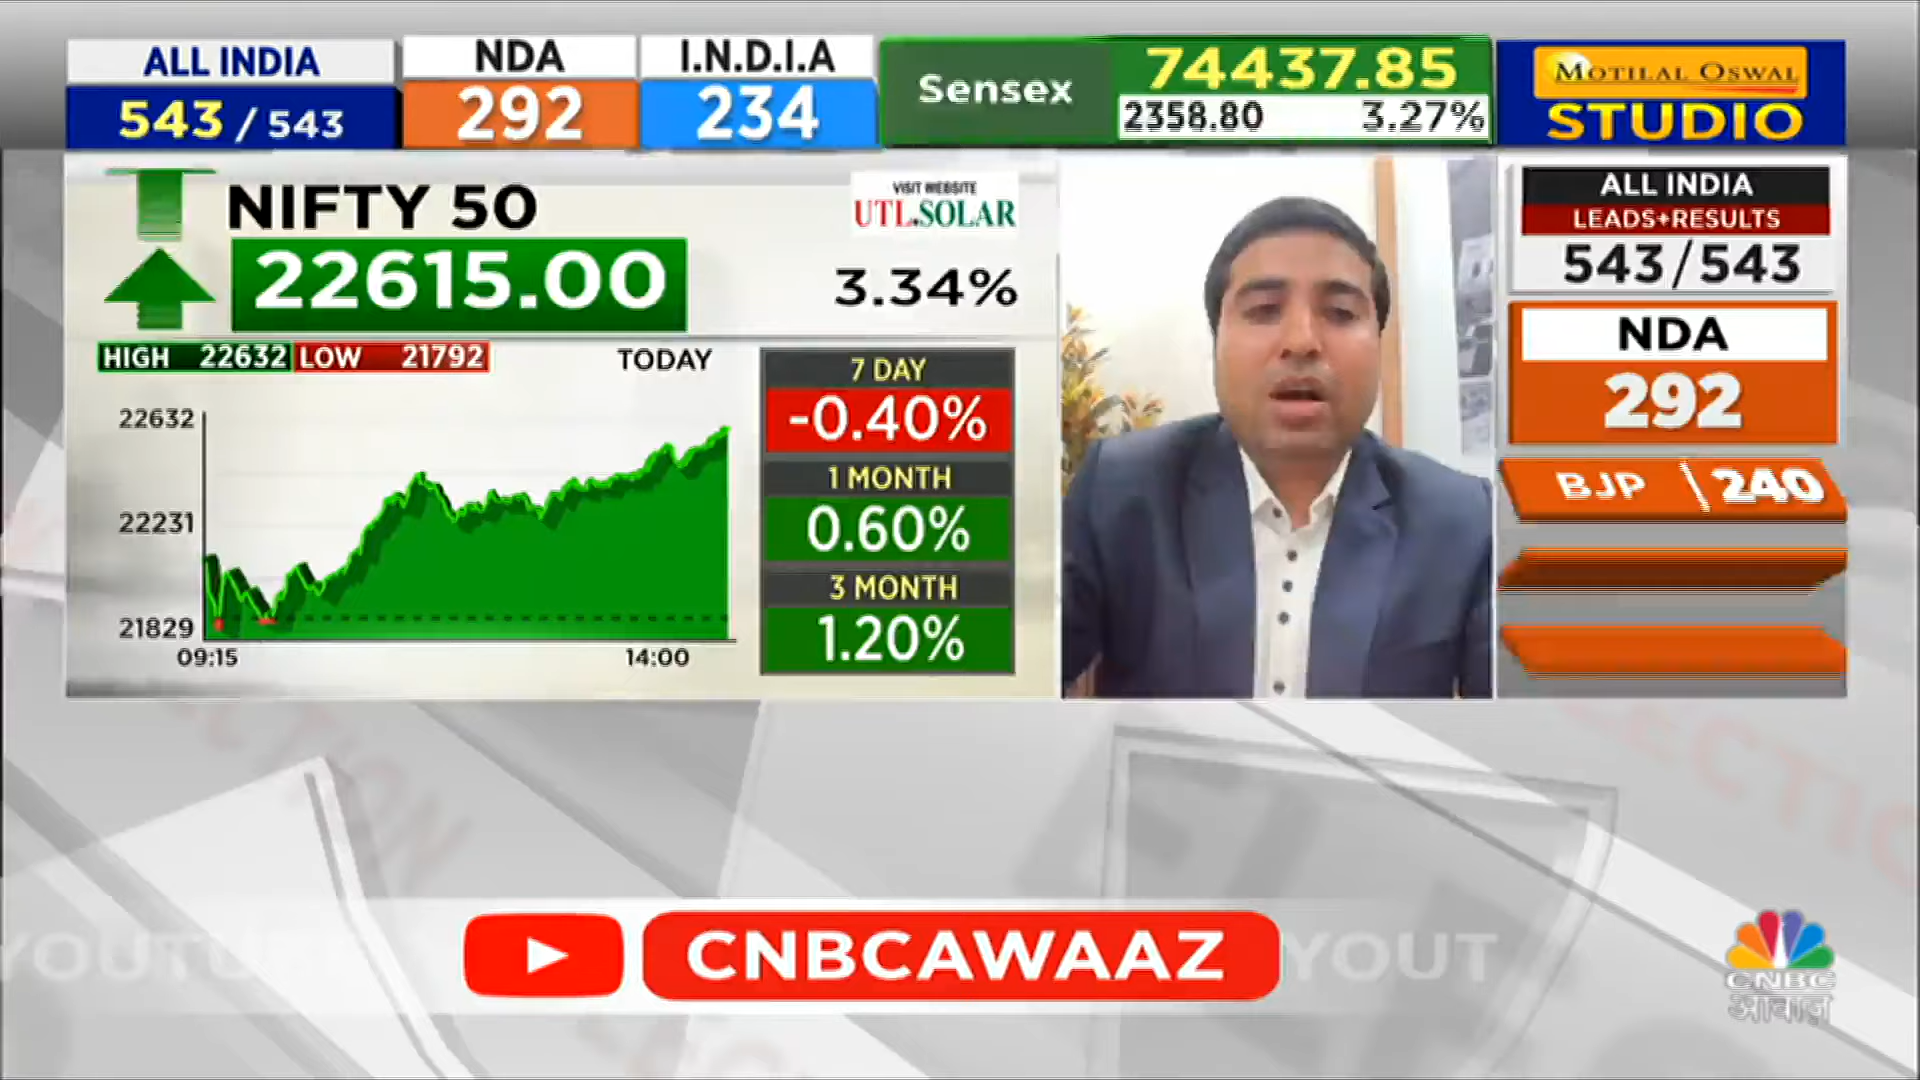 ALL INDIA
543 / 543
NDA
292
I.N.D.I.A
234
Sensex
74437.85
2358.80 3.27%
MOTILAL OSWAL
STUDIO
NIFTY 50
22615.00
VISIT WEBSITE
UTLSOLAR
3.34%
HIGH 22632 LOW 21792
TODAY
22632
22231
21829
09:15 14:00
7 DAY
-0.40%
1 MONTH
0.60%
3 MONTH
1.20%
ALL INDIA
LEADS+RESULTS
543/543
NDA
292
BJP \ 240
CNBCAWAAZ
YOUT
CNBC
आवाज़